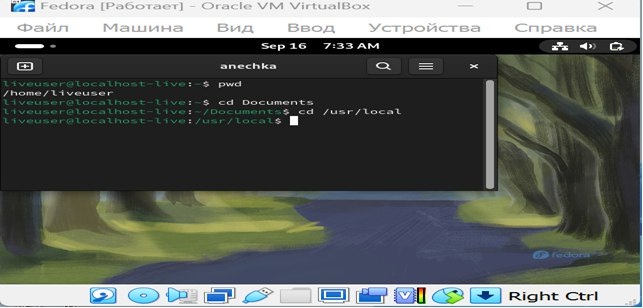 Fedora [Работает] - Oracle VM VirtualBox
Файл Машина Вид Ввод Устройства Справка
Sep 16 7:33 AM
anechka
liveuser@localhost-live:~$ pwd
/home/liveuser
liveuser@localhost-live:~$ cd Documents
liveuser@localhost-live:~/Documents$ cd /usr/local
liveuser@localhost-live:/usr/local$
fedora
Right Ctrl